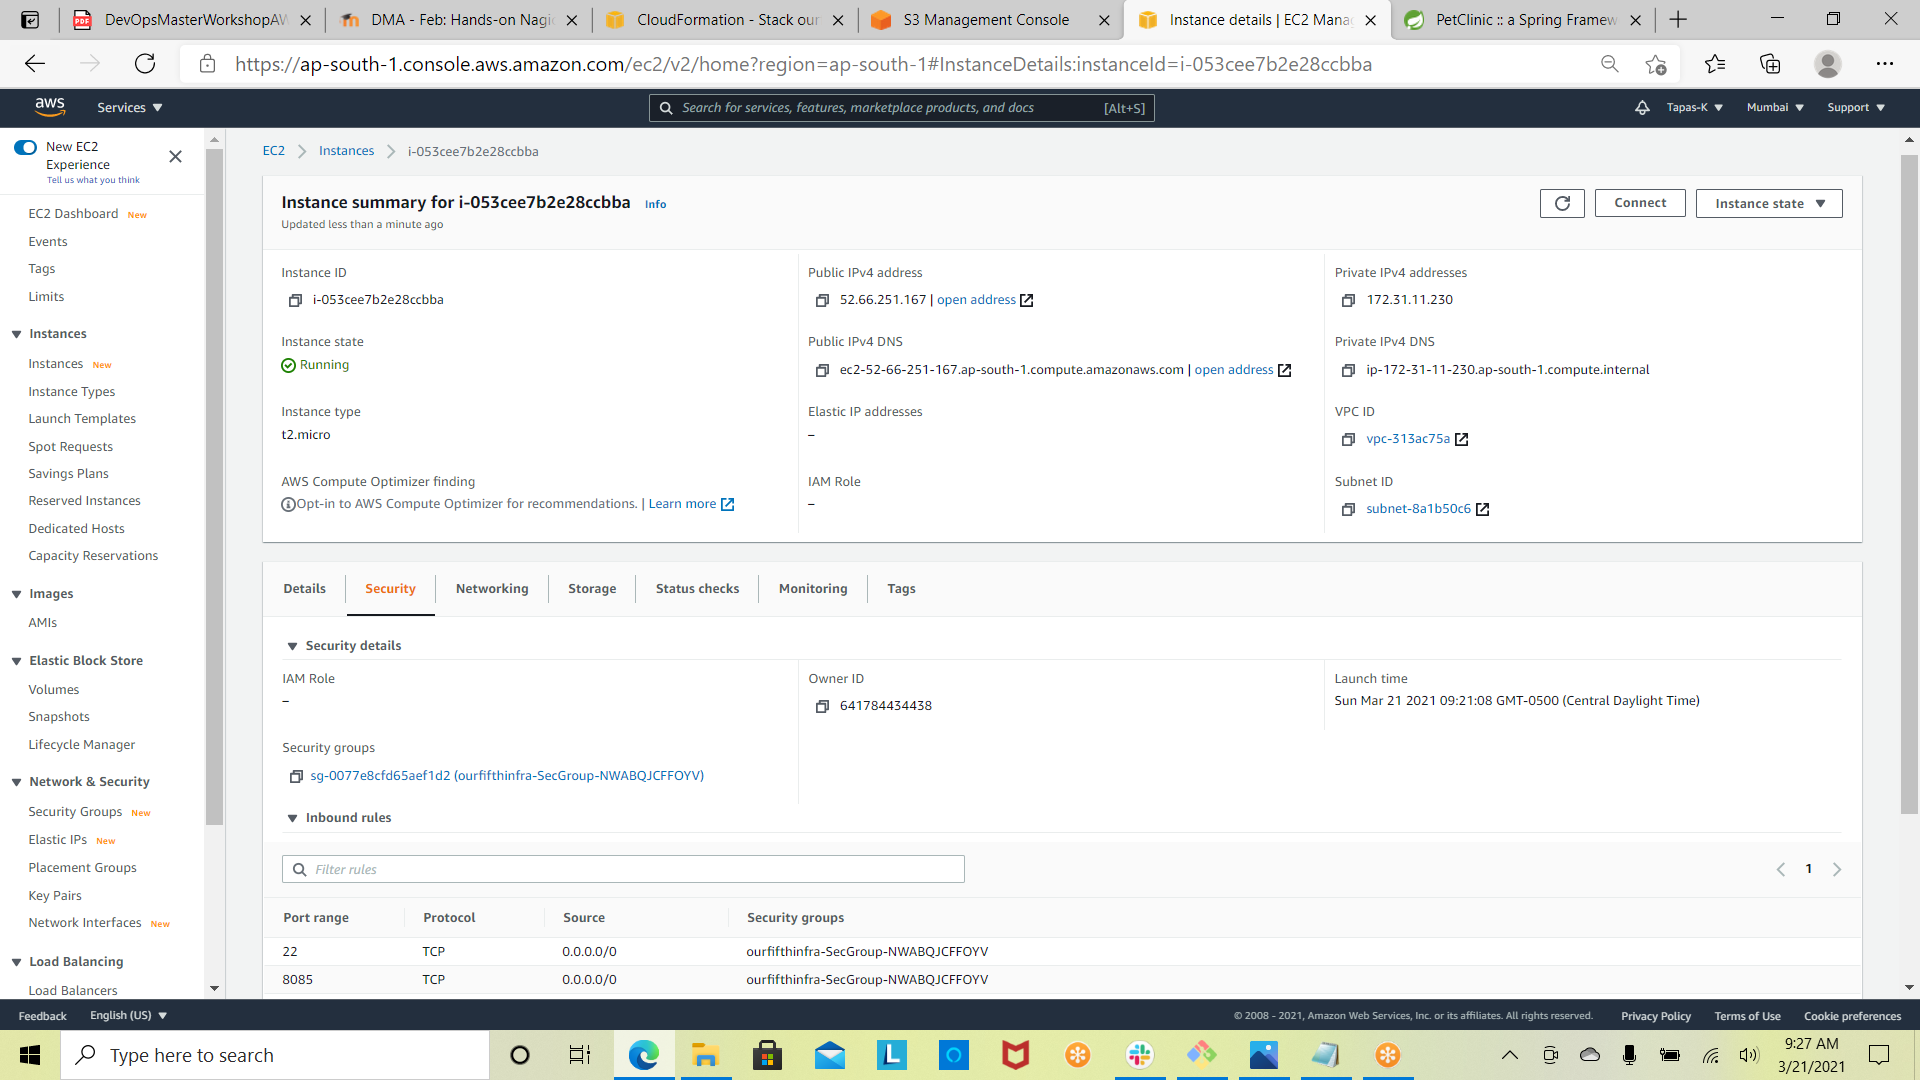 DevOpsMasterWorkshopAW
DMA - Feb: Hands-on Nagio
CloudFormation - Stack our
S3 Management Console
Instance details | EC2 Manag
PetClinic :: a Spring Framew
https://ap-south-1.console.aws.amazon.com/ec2/v2/home?region=ap-south-1#InstanceDetails:instanceId=i-053cee7b2e28ccbba
aws
Services
Search for services, features, marketplace products, and docs [Alt+S]
Tapas-K
Mumbai
Support
New EC2
Experience
Tell us what you think
EC2 Dashboard New
Events
Tags
Limits
Instances
Instances New
Instance Types
Launch Templates
Spot Requests
Savings Plans
Reserved Instances
Dedicated Hosts
Capacity Reservations
Images
AMIs
Elastic Block Store
Volumes
Snapshots
Lifecycle Manager
Network & Security
Security Groups New
Elastic IPs New
Placement Groups
Key Pairs
Network Interfaces New
Load Balancing
Load Balancers
EC2 > Instances > i-053cee7b2e28ccbba
Instance summary for i-053cee7b2e28ccbba Info
Updated less than a minute ago
Connect
Instance state
Instance ID
i-053cee7b2e28ccbba
Public IPv4 address
52.66.251.167 | open address
Private IPv4 addresses
172.31.11.230
Instance state
Running
Public IPv4 DNS
ec2-52-66-251-167.ap-south-1.compute.amazonaws.com | open address
Private IPv4 DNS
ip-172-31-11-230.ap-south-1.compute.internal
Instance type
t2.micro
Elastic IP addresses
–
VPC ID
vpc-313ac75a
AWS Compute Optimizer finding
Opt-in to AWS Compute Optimizer for recommendations. | Learn more
IAM Role
–
Subnet ID
subnet-8a1b50c6
Details Security Networking Storage Status checks Monitoring Tags
Security details
IAM Role
–
Owner ID
641784434438
Launch time
Sun Mar 21 2021 09:21:08 GMT-0500 (Central Daylight Time)
Security groups
sg-0077e8cfd65aef1d2 (ourfifthinfra-SecGroup-NWABQJCFFOYV)
Inbound rules
Filter rules
1
Port range Protocol Source Security groups
22 TCP 0.0.0.0/0 ourfifthinfra-SecGroup-NWABQJCFFOYV
8085 TCP 0.0.0.0/0 ourfifthinfra-SecGroup-NWABQJCFFOYV
Feedback English (US)
© 2008 - 2021, Amazon Web Services, Inc. or its affiliates. All rights reserved. Privacy Policy Terms of Use Cookie preferences
Type here to search
9:27 AM
3/21/2021